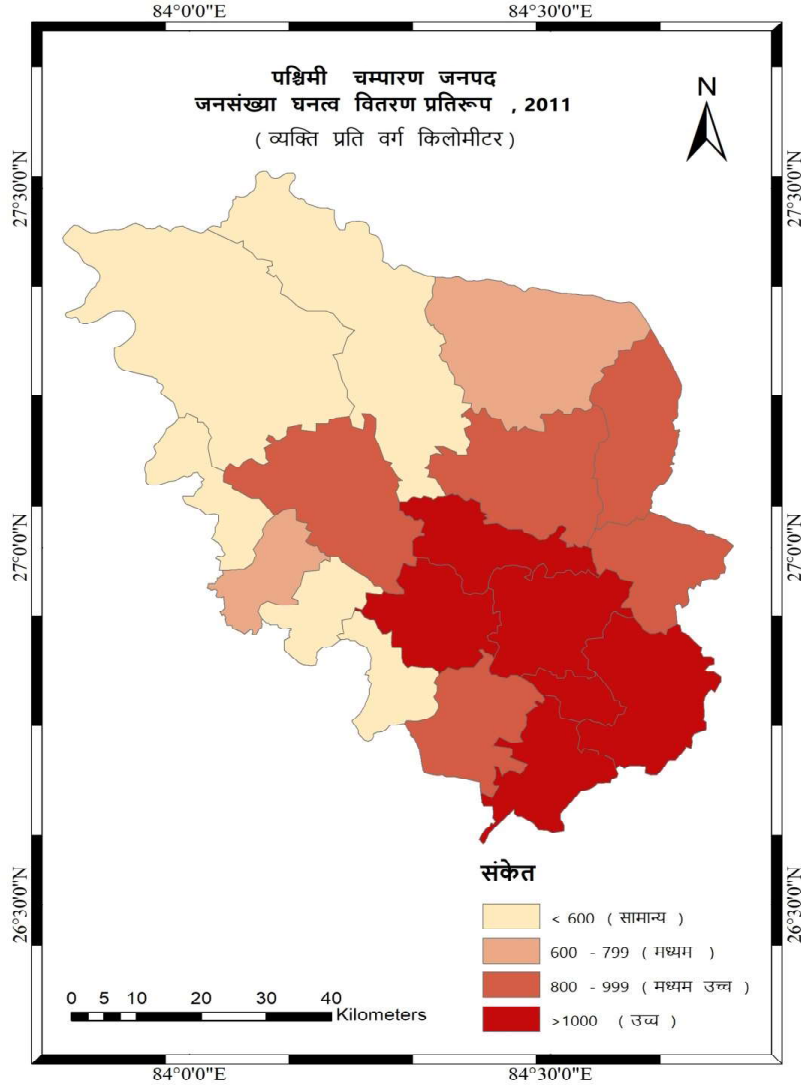 84°0'0"E 84°30'0"E
पश्चिमी चम्पारण जनपद
जनसंख्या घनत्व वितरण प्रतिरूप , 2011
( व्यक्ति प्रति वर्ग किलोमीटर )
N
27°30'0"N 27°30'0"N
27°0'0"N 27°0'0"N
26°30'0"N 26°30'0"N
संकेत
< 600 ( सामान्य )
600 - 799 ( मध्यम )
800 - 999 ( मध्यम उच्च )
>1000 ( उच्च )
0 5 10 20 30 40
Kilometers
84°0'0"E 84°30'0"E